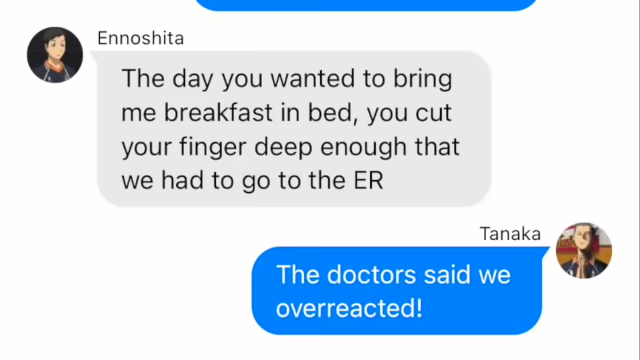 Ennoshita
The day you wanted to bring
me breakfast in bed, you cut
your finger deep enough that
we had to go to the ER
Tanaka
The doctors said we
overreacted!